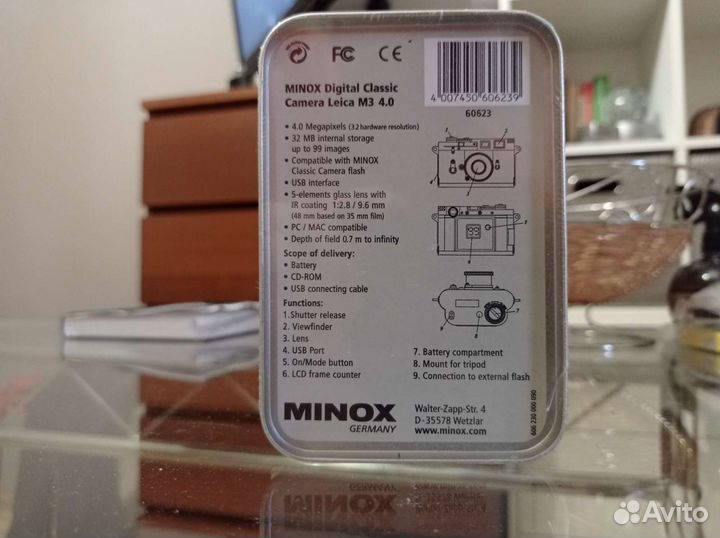 FC CE
MINOX Digital Classic
Camera Leica M3 4.0
4 007450 606239
60623
• 4.0 Megapixels (3.2 hardware resolution)
• 32 MB internal storage
up to 99 images
• Compatible with MINOX
Classic Camera flash
• USB interface
• 5-elements glass lens with
IR coating 1:2.8 / 9.6 mm
(48 mm based on 35 mm film)
• PC / MAC compatible
• Depth of field 0.7 m to infinity
Scope of delivery:
• Battery
• CD-ROM
• USB connecting cable
Functions:
1. Shutter release
2. Viewfinder
3. Lens
4. USB Port
5. On/Mode button
6. LCD frame counter
7. Battery compartment
8. Mount for tripod
9. Connection to external flash
MINOX
GERMANY
Walter-Zapp-Str. 4
D-35578 Wetzlar
www.minox.com
606 230 000 090
Avito